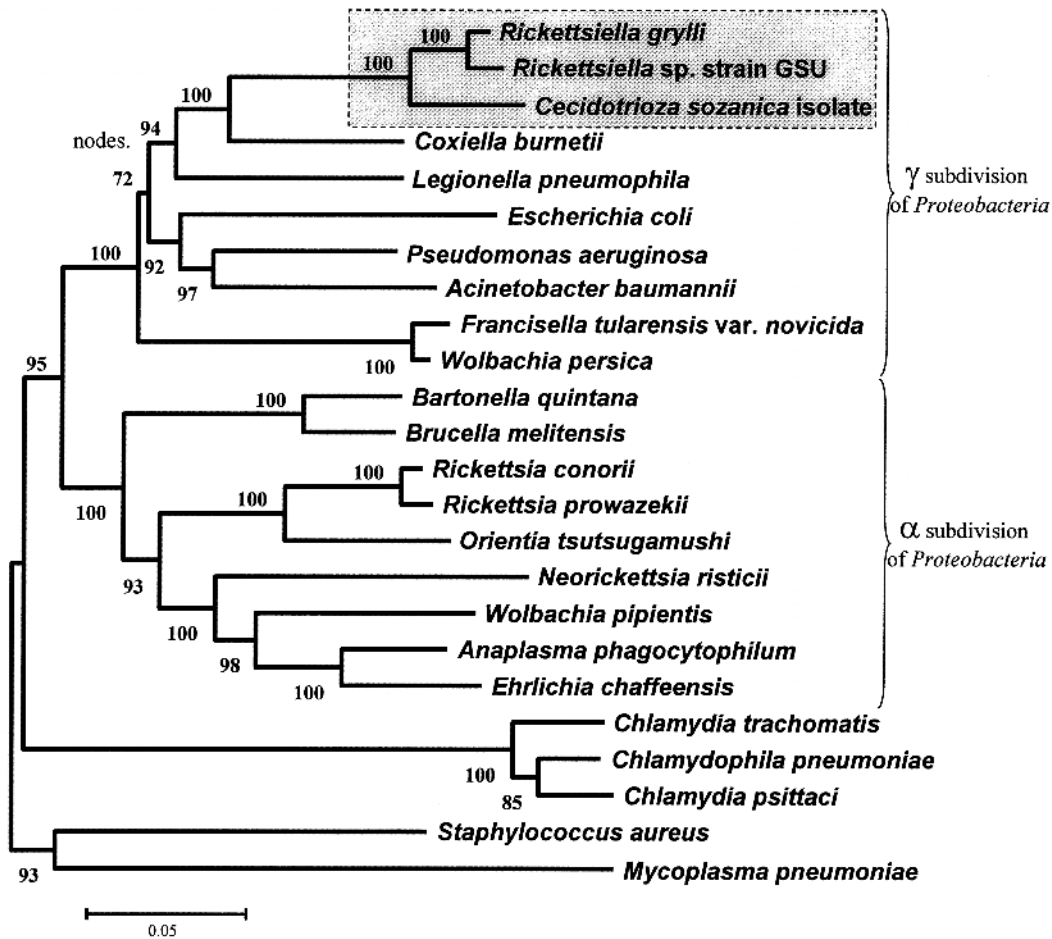 100 Rickettsiella grylli
100 Rickettsiella sp. strain GSU
100 Cecidotrioza sozanica isolate
94
nodes. Coxiella burnetii
72 Legionella pneumophila
γ subdivision
of Proteobacteria
Escherichia coli
100 92 Pseudomonas aeruginosa
97 Acinetobacter baumannii
Francisella tularensis var. novicida
95 100 Wolbachia persica
100 Bartonella quintana
Brucella melitensis
100 Rickettsia conorii
100 Rickettsia prowazekii
100 Orientia tsutsugamushi
α subdivision
of Proteobacteria
93 Neorickettsia risticii
100 Wolbachia pipientis
98 Anaplasma phagocytophilum
100 Ehrlichia chaffeensis
Chlamydia trachomatis
100 Chlamydophila pneumoniae
85 Chlamydia psittaci
Staphylococcus aureus
93 Mycoplasma pneumoniae
0.05